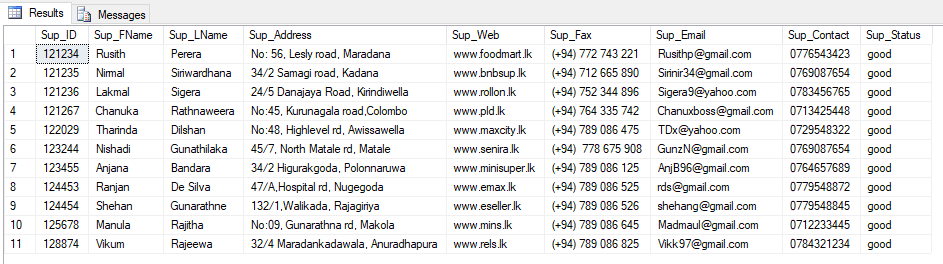 Results Messages
Sup_ID Sup_FName Sup_LName Sup_Address Sup_Web Sup_Fax Sup_Email Sup_Contact Sup_Status
1 121234 Rusith Perera No: 56, Lesly road, Maradana www.foodmart.lk (+94) 772 743 221 Rusithp@gmail.com 0776543423 good
2 121235 Nimal Siriwardhana 34/2 Samagi road, Kadana www.bnbsup.lk (+94) 712 665 890 Sirinir34@gmail.com 0769087654 good
3 121236 Lakmal Sigera 24/5 Danajaya Road, Kirindiwella www.rollon.lk (+94) 752 344 896 Sigera9@yahoo.com 0783456765 good
4 121267 Chanuka Rathnaweera No:45, Kurunagala road,Colombo www.pld.lk (+94) 764 335 742 Chanuxboss@gmail.com 0713425448 good
5 122029 Tharinda Dilshan No:48, Highlevel rd, Awissawella www.maxcity.lk (+94) 789 086 475 TDx@yahoo.com 0729548322 good
6 123244 Nishadi Gunathilaka 45/7, North Matale rd, Matale www.senira.lk (+94)  778 675 908 GunzN@gmail.com 0769087654 good
7 123455 Anjana Bandara 34/2 Higurakgoda, Polonnaruwa www.minisuper.lk (+94) 789 086 125 AnjB96@gmail.com 0764657689 good
8 124453 Ranjan De Silva 47/A,Hospital rd, Nugegoda www.emax.lk (+94) 789 086 525 rds@gmail.com 0779548872 good
9 124454 Shehan Gunarathne 132/1,Walikada, Rajagiriya www.eseller.lk (+94) 789 086 526 shehang@gmail.com 0779548845 good
10 125678 Manula Rajitha No:09, Gunarathna rd, Makola www.mins.lk (+94) 789 086 645 Madmaul@gmail.com 0712233445 good
11 128874 Vikum Rajeewa 32/4 Maradankadawala, Anuradhapura www.rels.lk (+94) 789 086 825 Vikk97@gmail.com 0784321234 good